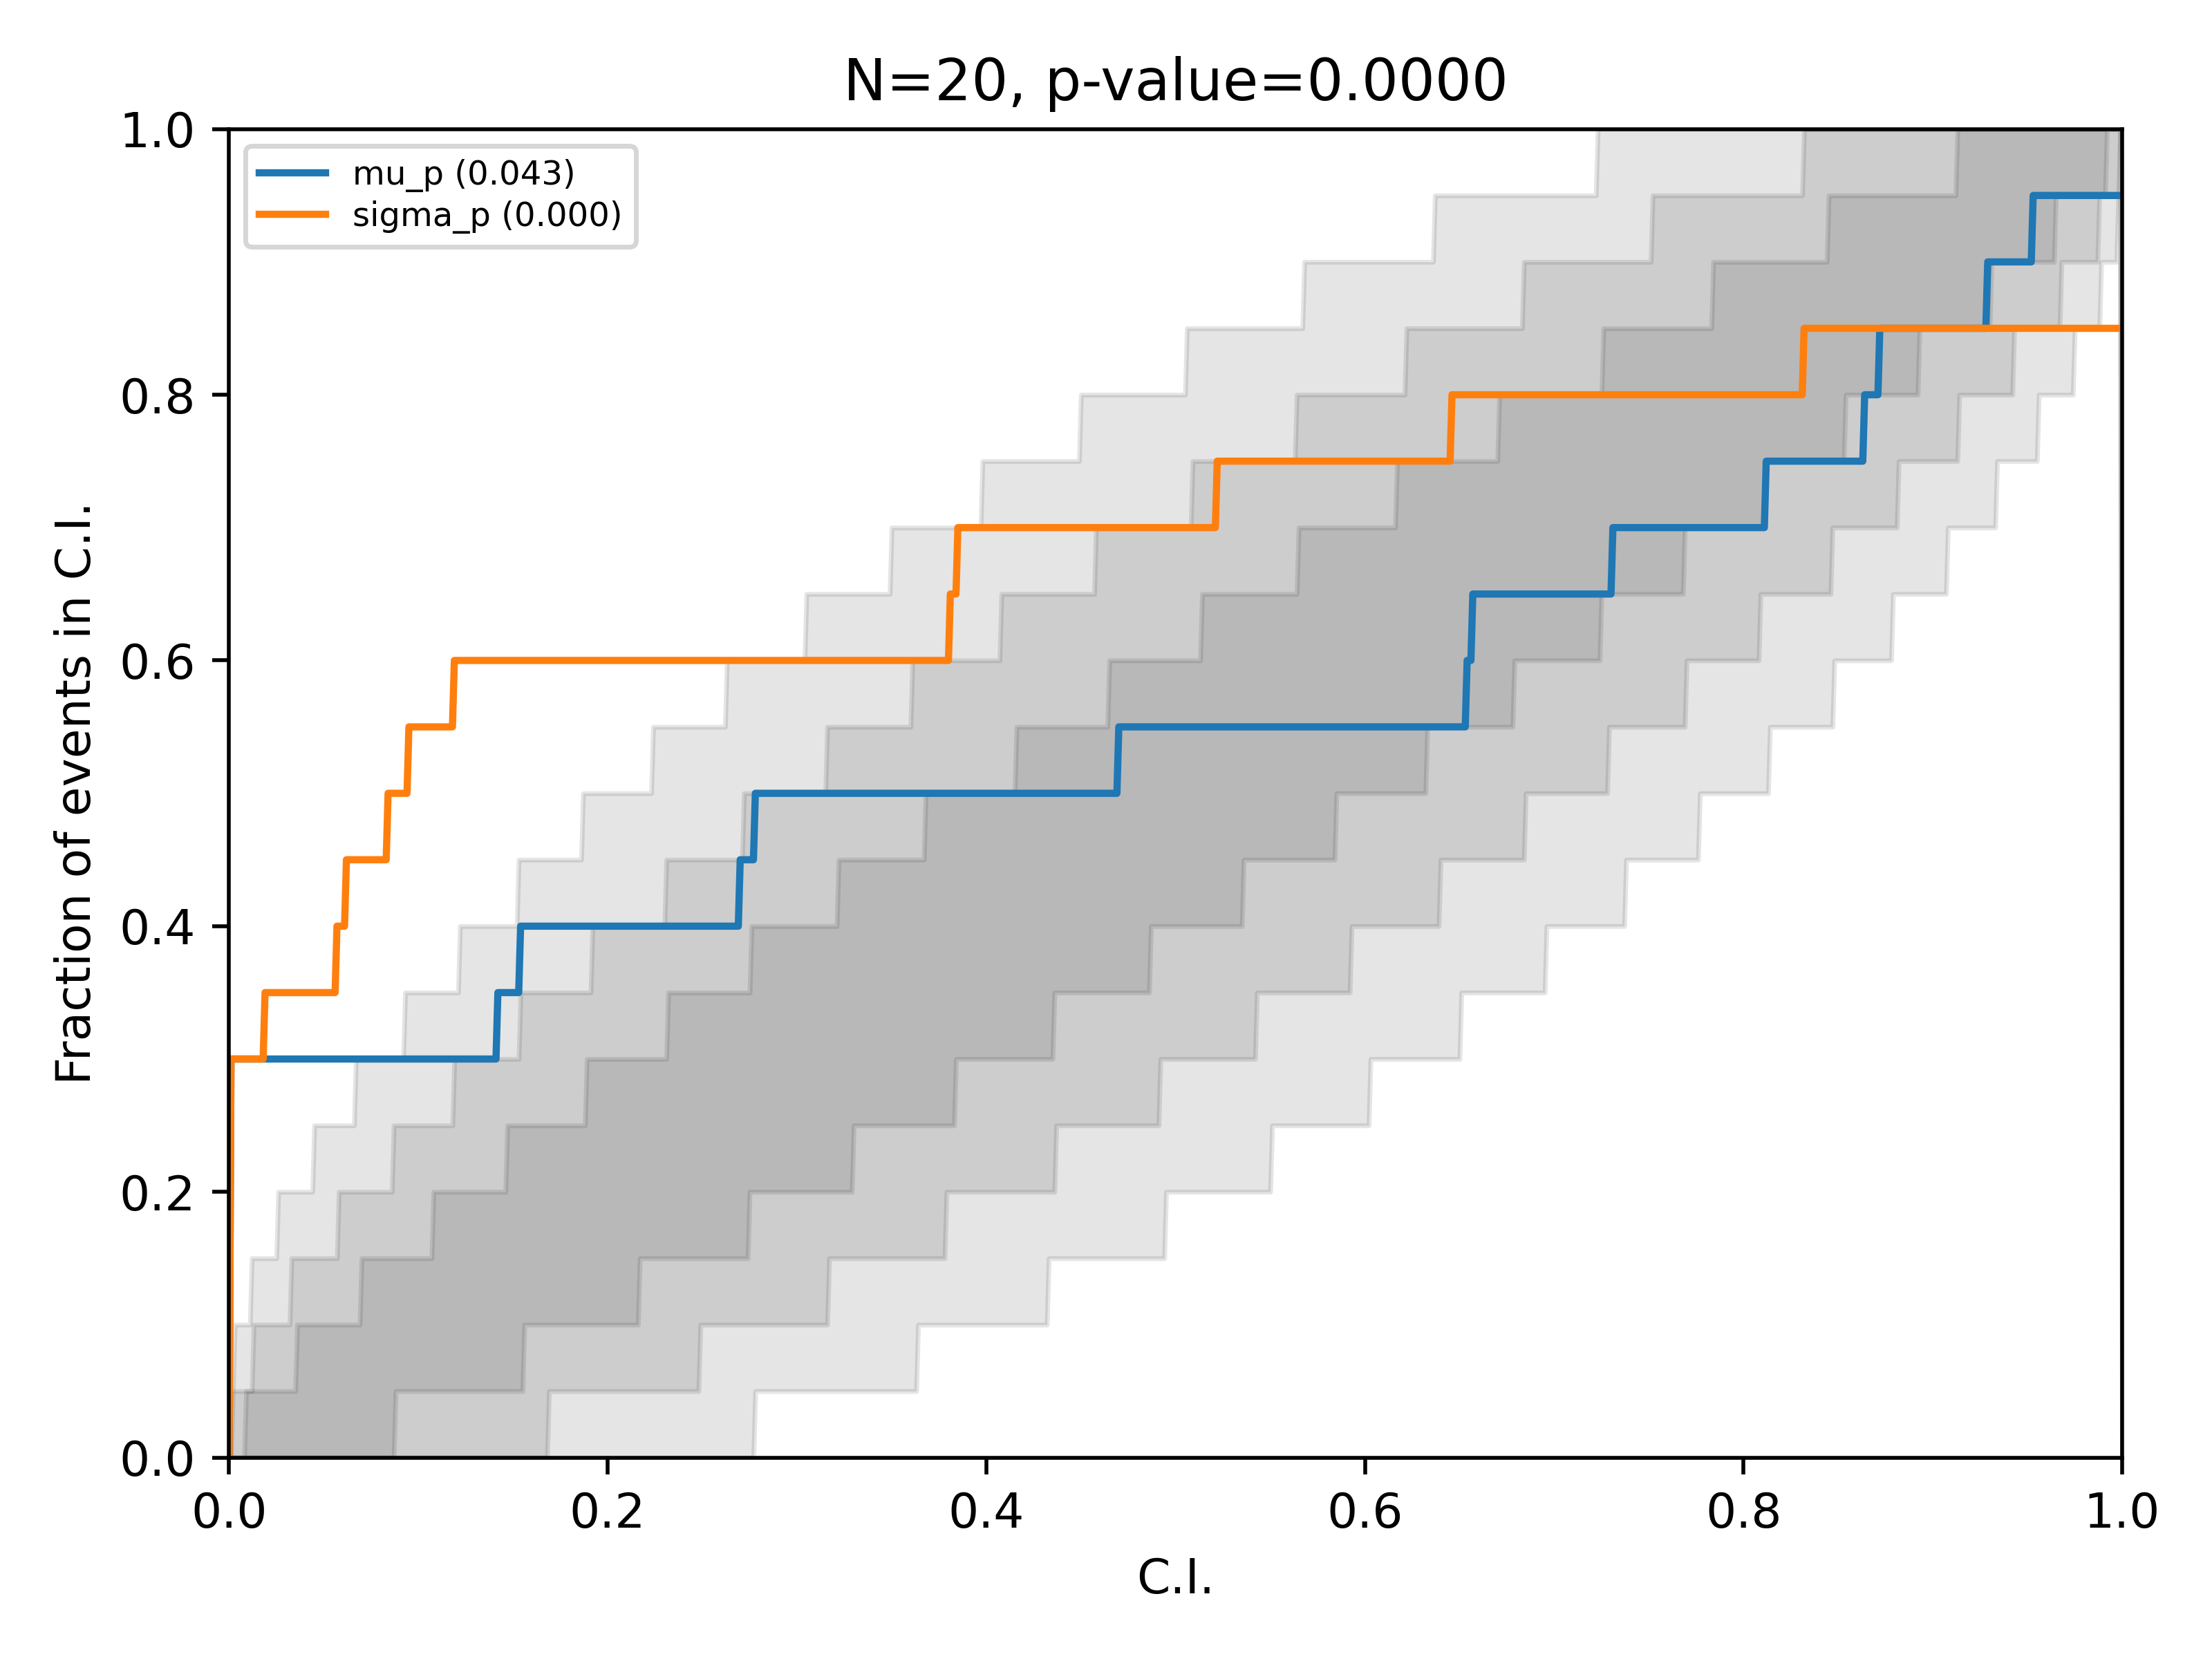 N=20, p-value=0.0000
mu_p (0.043)
sigma_p (0.000)
Fraction of events in C.I.
1.0
0.8
0.6
0.4
0.2
0.0
0.0 0.2 0.4 0.6 0.8 1.0
C.I.